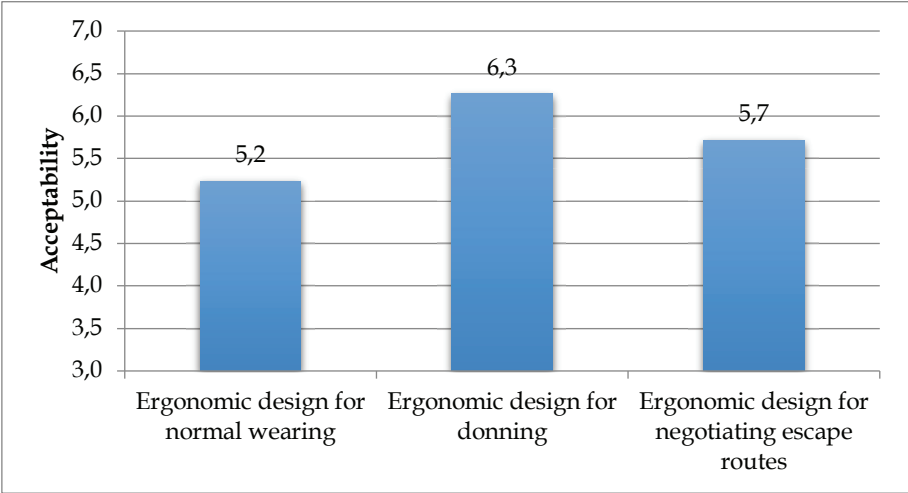 7,0
6,5
6,0
5,5
5,0
4,5
4,0
3,5
3,0
Acceptability
5,2
6,3
5,7
Ergonomic design for
normal wearing
Ergonomic design for
donning
Ergonomic design for
negotiating escape
routes